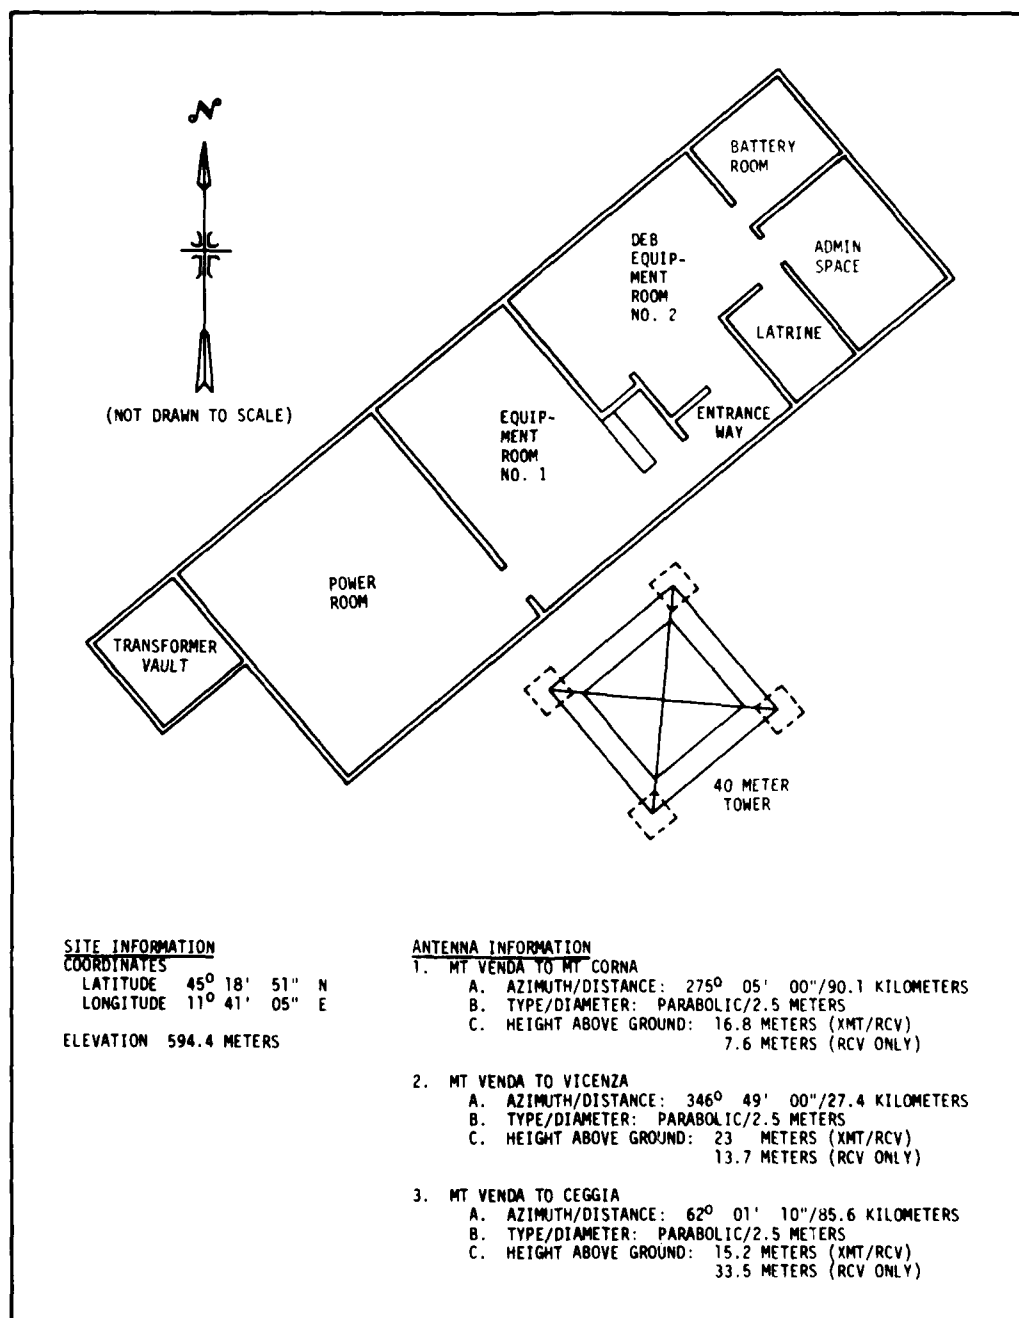 N
BATTERY
ROOM
DEB
EQUIP-
MENT
ROOM
NO. 2
ADMIN
SPACE
LATRINE
(NOT DRAWN TO SCALE)
EQUIP-
MENT
ROOM
NO. 1
ENTRANCE
WAY
POWER
ROOM
TRANSFORMER
VAULT
40 METER
TOWER
SITE INFORMATION
COORDINATES
LATITUDE 45° 18' 51" N
LONGITUDE 11° 41' 05" E
ELEVATION 594.4 METERS
ANTENNA INFORMATION
1. MT VENDA TO MT CORNA
A. AZIMUTH/DISTANCE: 275° 05' 00"/90.1 KILOMETERS
B. TYPE/DIAMETER: PARABOLIC/2.5 METERS
C. HEIGHT ABOVE GROUND: 16.8 METERS (XMT/RCV)
7.6 METERS (RCV ONLY)
2. MT VENDA TO VICENZA
A. AZIMUTH/DISTANCE: 346° 49' 00"/27.4 KILOMETERS
B. TYPE/DIAMETER: PARABOLIC/2.5 METERS
C. HEIGHT ABOVE GROUND: 23 METERS (XMT/RCV)
13.7 METERS (RCV ONLY)
3. MT VENDA TO CEGGIA
A. AZIMUTH/DISTANCE: 62° 01' 10"/85.6 KILOMETERS
B. TYPE/DIAMETER: PARABOLIC/2.5 METERS
C. HEIGHT ABOVE GROUND: 15.2 METERS (XMT/RCV)
33.5 METERS (RCV ONLY)